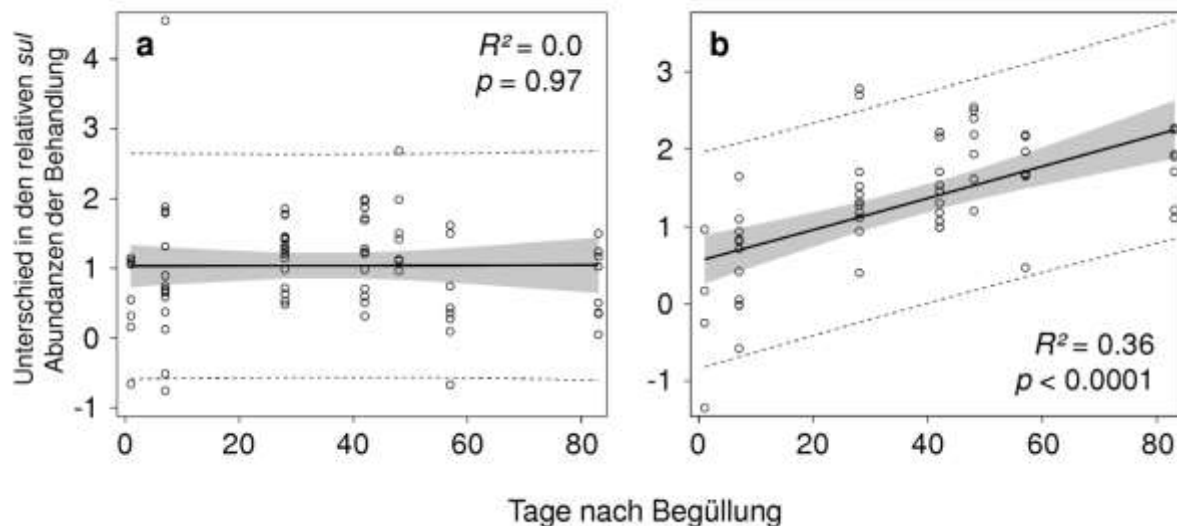 Unterschied in den relativen sul
Abundanzen der Behandlung
a
R² = 0.0
p = 0.97
4
3
2
1
0
-1
0
20
40
60
80
b
R² = 0.36
p < 0.0001
3
2
1
0
-1
0
20
40
60
80
Tage nach Begüllung